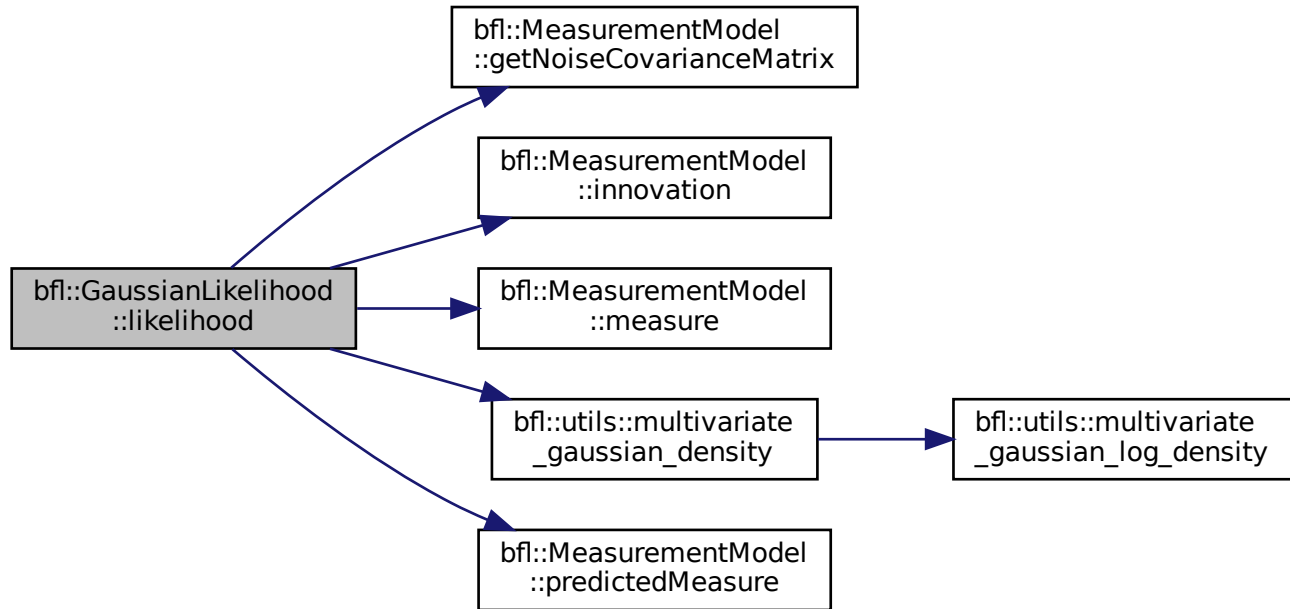 bfl::MeasurementModel
::getNoiseCovarianceMatrix
bfl::MeasurementModel
::innovation
bfl::GaussianLikelihood
::likelihood
bfl::MeasurementModel
::measure
bfl::utils::multivariate
_gaussian_density
bfl::utils::multivariate
_gaussian_log_density
bfl::MeasurementModel
::predictedMeasure